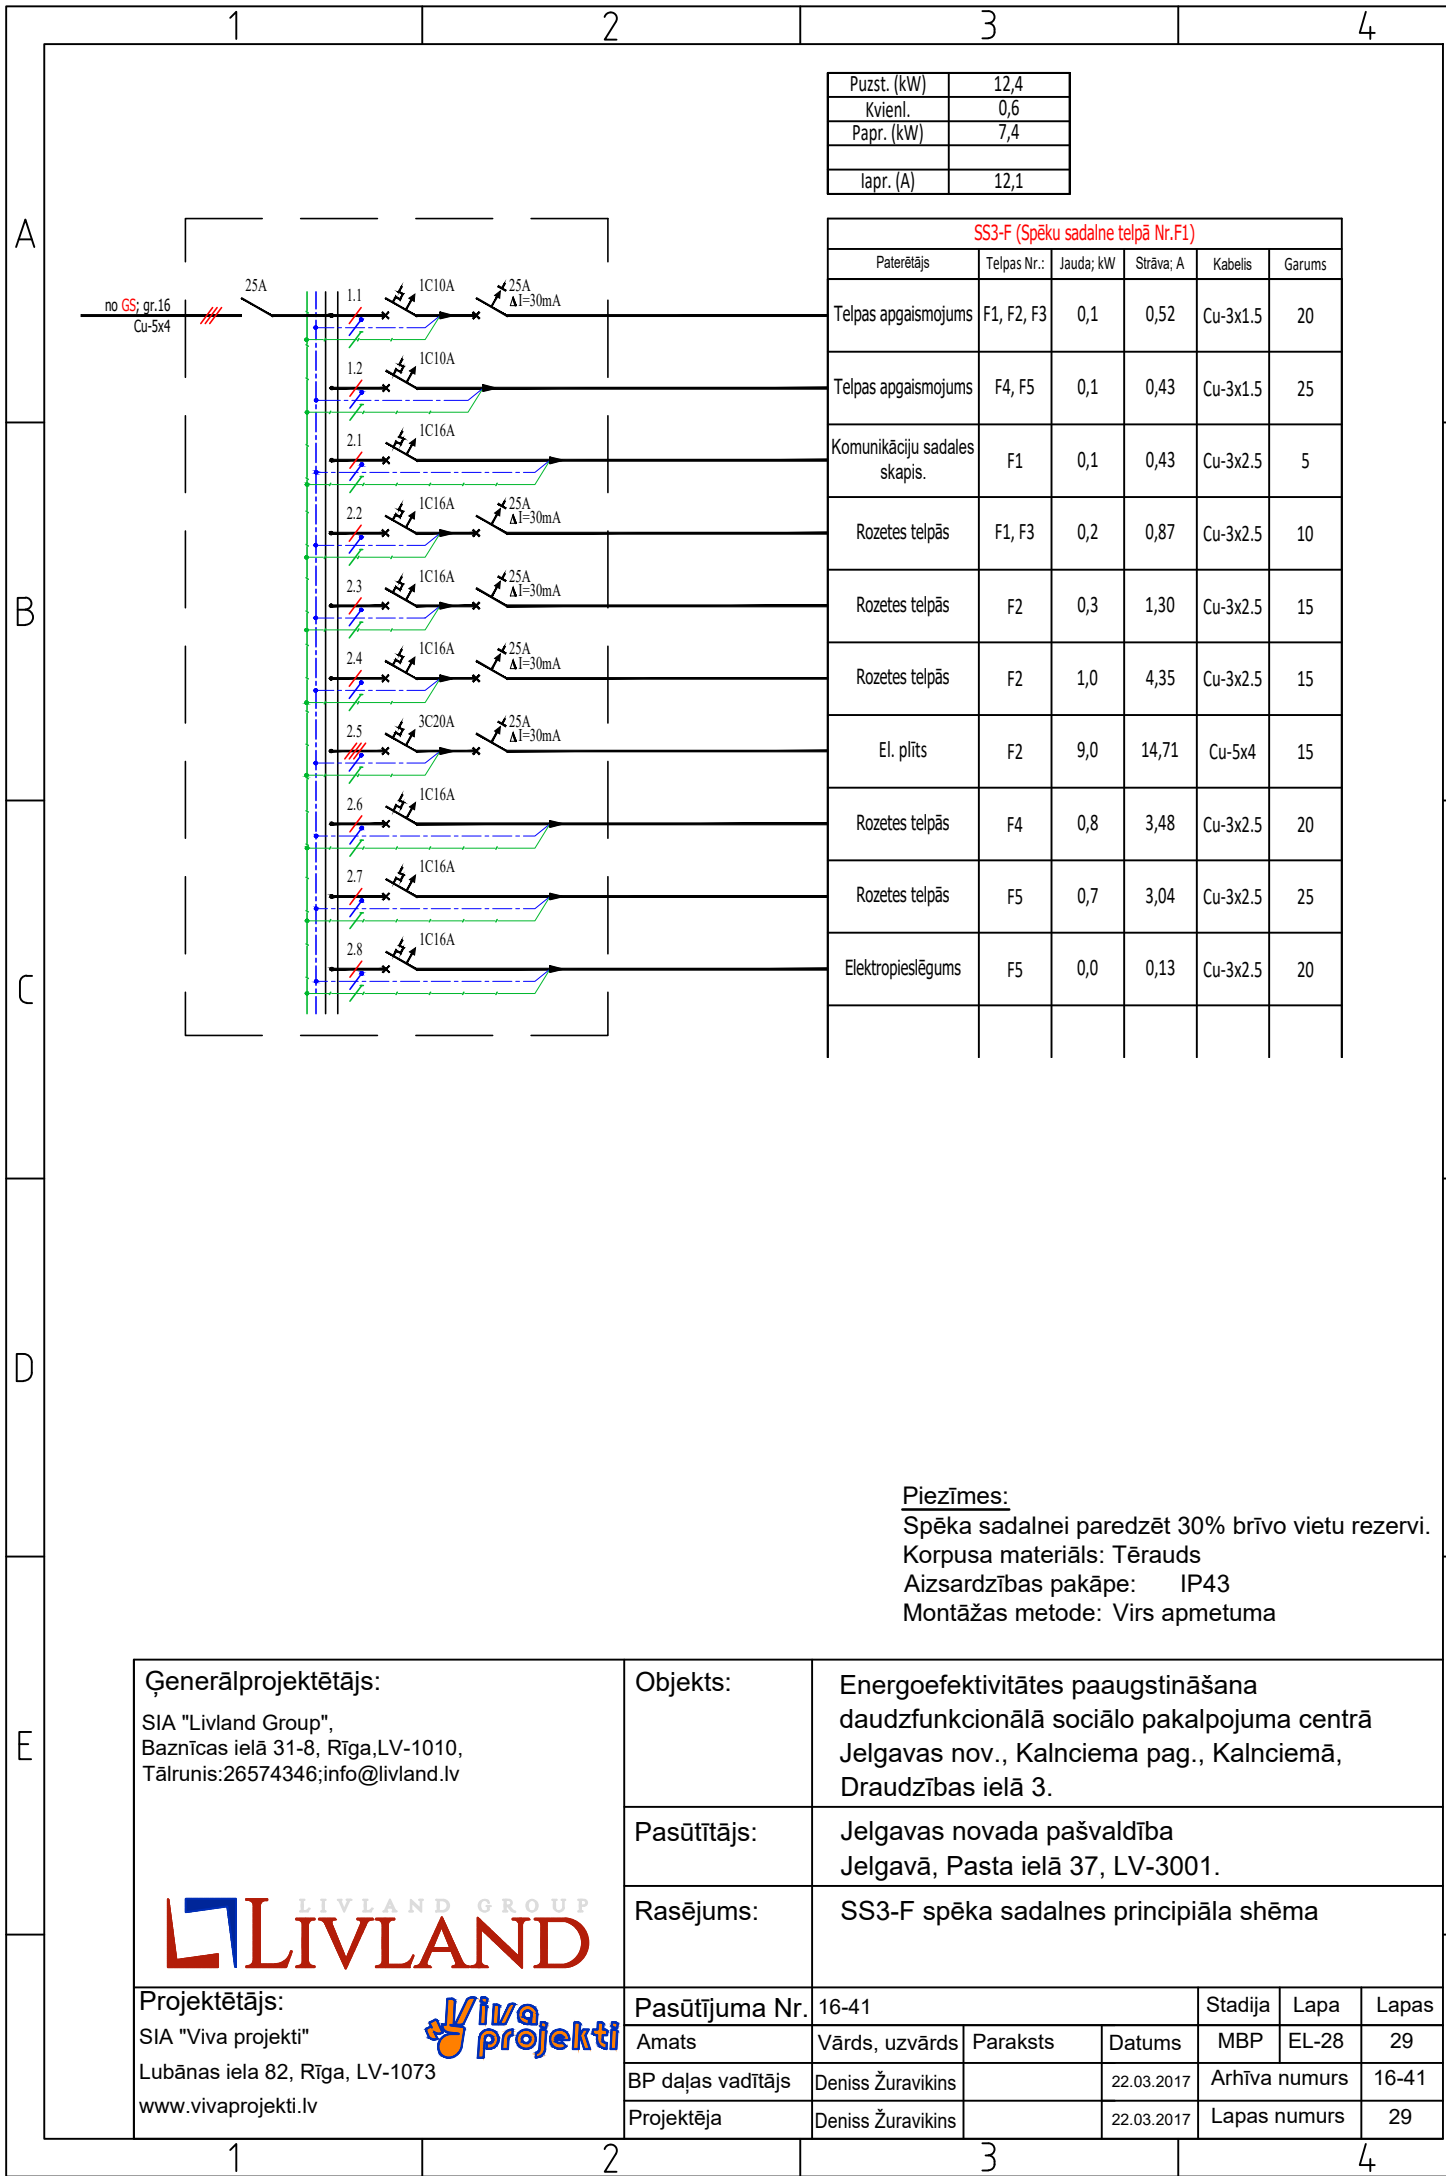 1 2 3 4
Puzst. (kW) 12,4
Kvienl. 0,6
Papr. (kW) 7,4
Iapr. (A) 12,1
A
B
C
D
E
SS3-F (Spēku sadalne telpā Nr.F1)
Paterētājs Telpas Nr.: Jauda; kW Strāva; A Kabelis Garums
no GS; gr.16
Cu-5x4
25A
1.1 1C10A 25A ΔI=30mA Telpas apgaismojums F1, F2, F3 0,1 0,52 Cu-3x1.5 20
1.2 1C10A Telpas apgaismojums F4, F5 0,1 0,43 Cu-3x1.5 25
2.1 1C16A Komunikāciju sadales skapis. F1 0,1 0,43 Cu-3x2.5 5
2.2 1C16A 25A ΔI=30mA Rozetes telpās F1, F3 0,2 0,87 Cu-3x2.5 10
2.3 1C16A 25A ΔI=30mA Rozetes telpās F2 0,3 1,30 Cu-3x2.5 15
2.4 1C16A 25A ΔI=30mA Rozetes telpās F2 1,0 4,35 Cu-3x2.5 15
2.5 3C20A 25A ΔI=30mA El. plīts F2 9,0 14,71 Cu-5x4 15
2.6 1C16A Rozetes telpās F4 0,8 3,48 Cu-3x2.5 20
2.7 1C16A Rozetes telpās F5 0,7 3,04 Cu-3x2.5 25
2.8 1C16A Elektropieslēgums F5 0,0 0,13 Cu-3x2.5 20
Piezīmes:
Spēka sadalnei paredzēt 30% brīvo vietu rezervi.
Korpusa materiāls: Tērauds
Aizsardzības pakāpe: IP43
Montāžas metode: Virs apmetuma
Ģenerālprojektētājs:
SIA "Livland Group",
Baznīcas ielā 31-8, Rīga,LV-1010,
Tālrunis:26574346;info@livland.lv
LIVLAND GROUP
LIVLAND
Objekts:
Energoefektivitātes paaugstināšana
daudzfunkcionālā sociālo pakalpojuma centrā
Jelgavas nov., Kalnciema pag., Kalnciemā,
Draudzības ielā 3.
Pasūtītājs:
Jelgavas novada pašvaldība
Jelgavā, Pasta ielā 37, LV-3001.
Rasējums:
SS3-F spēka sadalnes principiāla shēma
Projektētājs:
SIA "Viva projekti"
Lubānas iela 82, Rīga, LV-1073
www.vivaprojekti.lv
Viva
projekti
Pasūtījuma Nr. 16-41 Stadija Lapa Lapas
Amats Vārds, uzvārds Paraksts Datums MBP EL-28 29
BP daļas vadītājs Deniss Žuravikins 22.03.2017 Arhīva numurs 16-41
Projektēja Deniss Žuravikins 22.03.2017 Lapas numurs 29
1 2 3 4